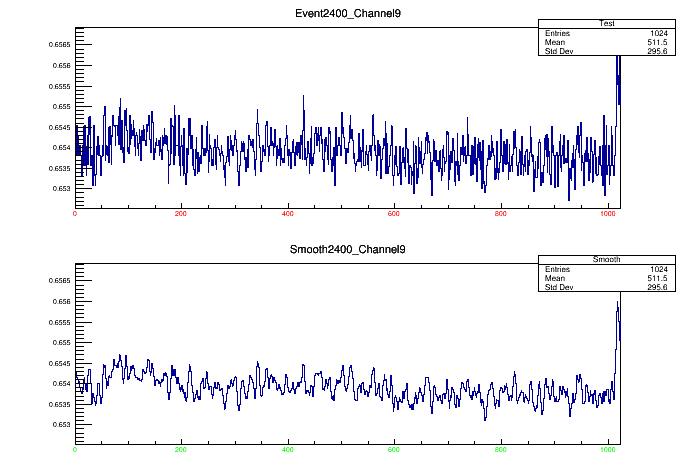 Event2400_Channel9
Test
Entries 1024
Mean 511.5
Std Dev 295.6
0.6565
0.656
0.6555
0.655
0.6545
0.654
0.6535
0.653
0 200 400 600 800 1000
Smooth2400_Channel9
Smooth
Entries 1024
Mean 511.5
Std Dev 295.6
0.6565
0.656
0.6555
0.655
0.6545
0.654
0.6535
0.653
0 200 400 600 800 1000